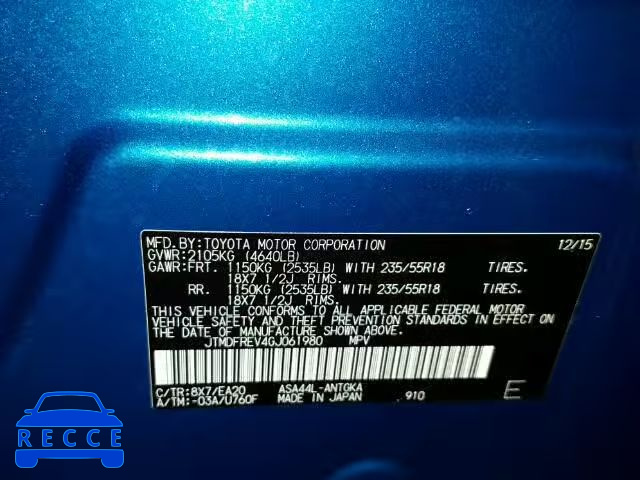 MFD. BY: TOYOTA MOTOR CORPORATION 12/15
GVWR: 2105KG (4640LB)
GAWR: FRT. 1150KG (2535LB) WITH 235/55R18 TIRES.
18X7 1/2J RIMS.
RR. 1150KG (2535LB) WITH 235/55R18 TIRES.
18X7 1/2J RIMS.
THIS VEHICLE CONFORMS TO ALL APPLICABLE FEDERAL MOTOR
VEHICLE SAFETY AND BUMPER STANDARDS IN EFFECT ON
THE DATE OF MANUFACTURE SHOWN ABOVE.
JTMDFREV4GJ061980 MPV
C/TR: 8X7/EA20 ASA44L-ANTGKA
A/TM: -03A/U760F MADE IN JAPAN 910 E
RECCE